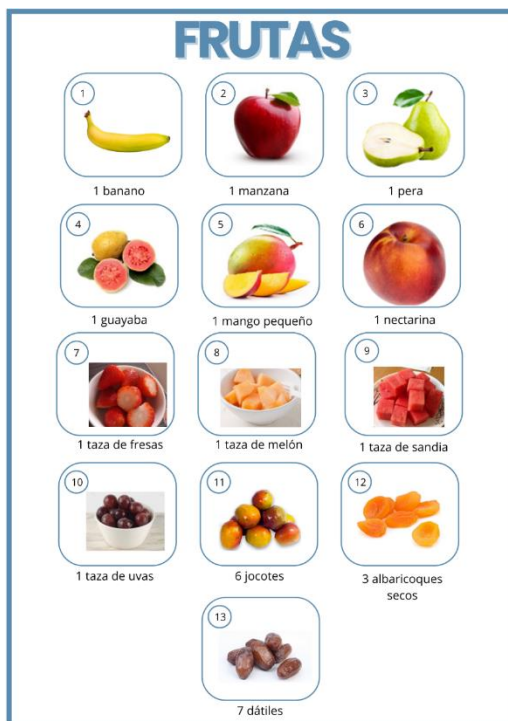 FRUTAS
1
2
3
1 banano
1 manzana
1 pera
4
5
6
1 guayaba
1 mango pequeño
1 nectarina
7
8
9
1 taza de fresas
1 taza de melón
1 taza de sandia
10
11
12
1 taza de uvas
6 jocotes
3 albaricoques
secos
13
7 dátiles